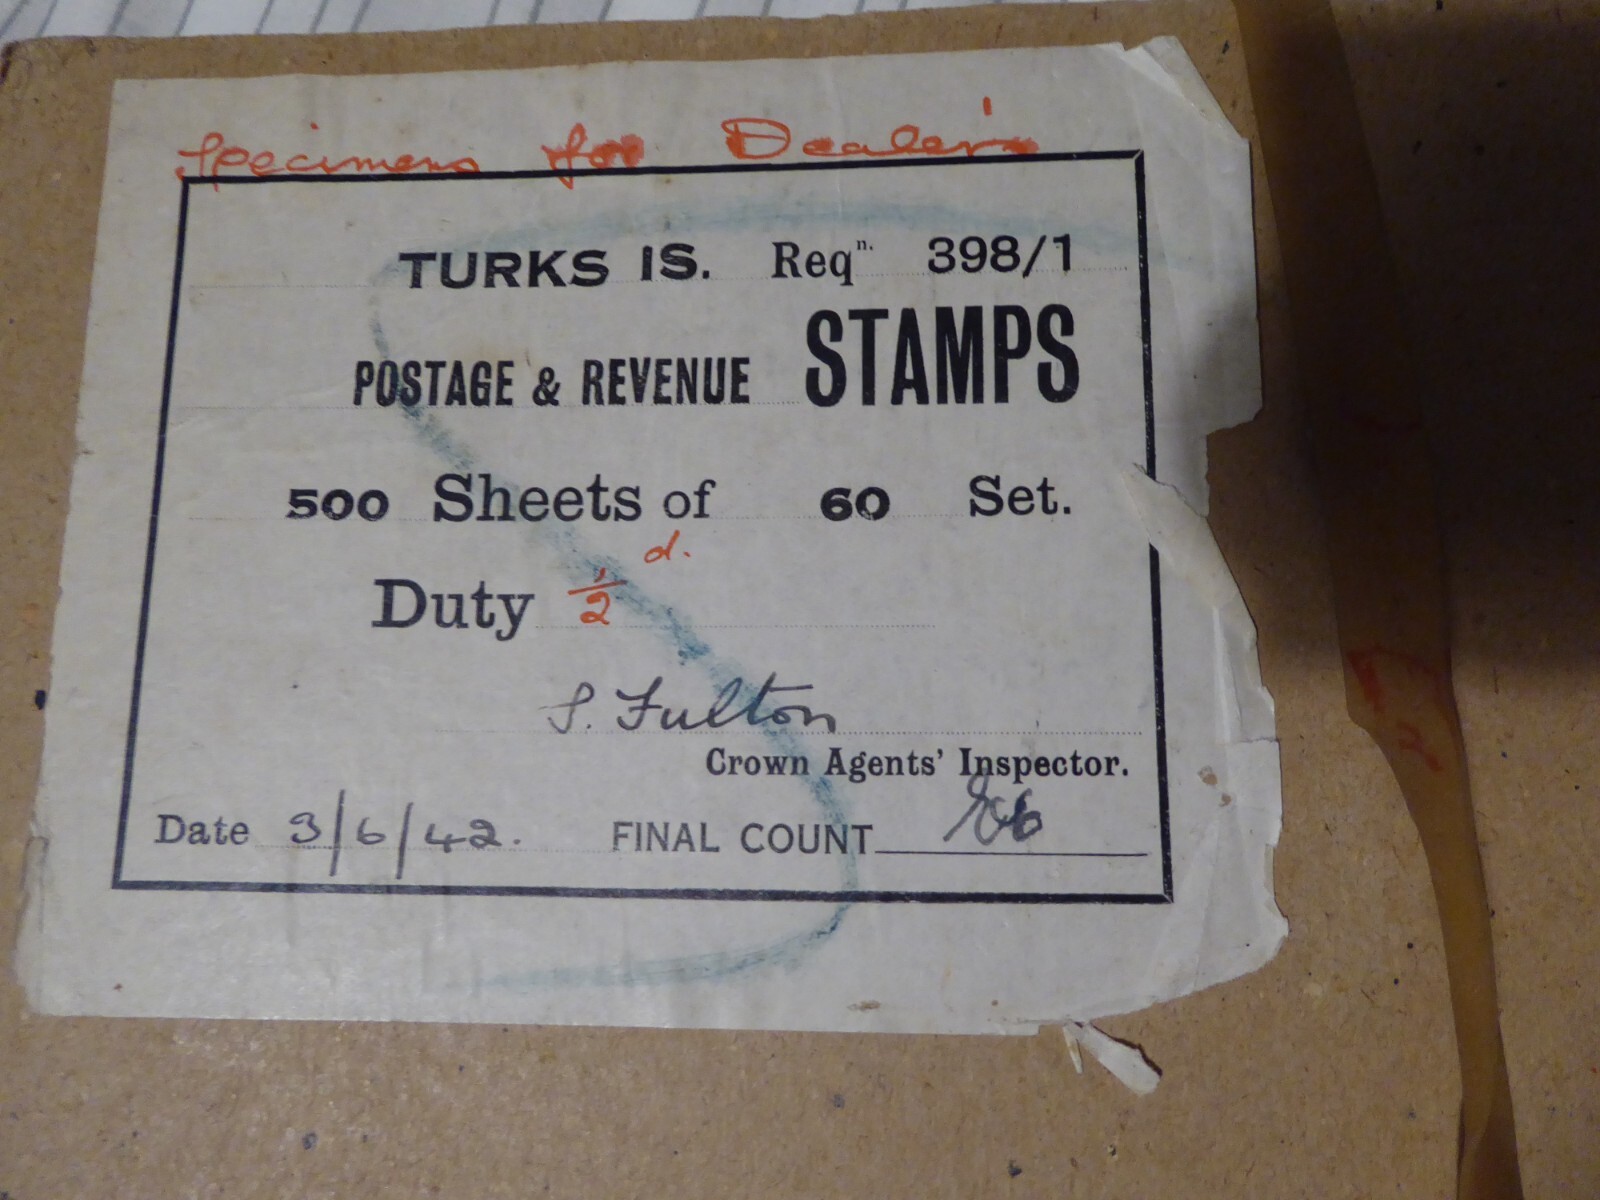 Specimens for Dealer's
TURKS IS. Reqⁿ· 398/1
POSTAGE & REVENUE STAMPS
500 Sheets of 60 Set.
Duty ½ d.
S. Fulton
Crown Agents' Inspector.
Date 3/6/42. FINAL COUNT